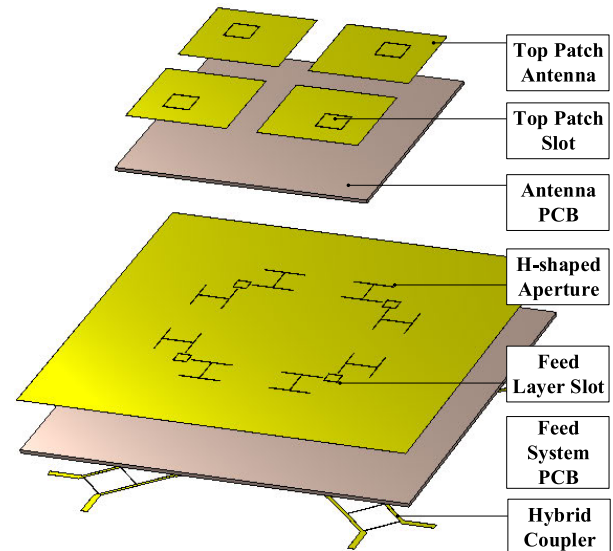 Top Patch
Antenna
Top Patch
Slot
Antenna
PCB
H-shaped
Aperture
Feed
Layer Slot
Feed
System
PCB
Hybrid
Coupler